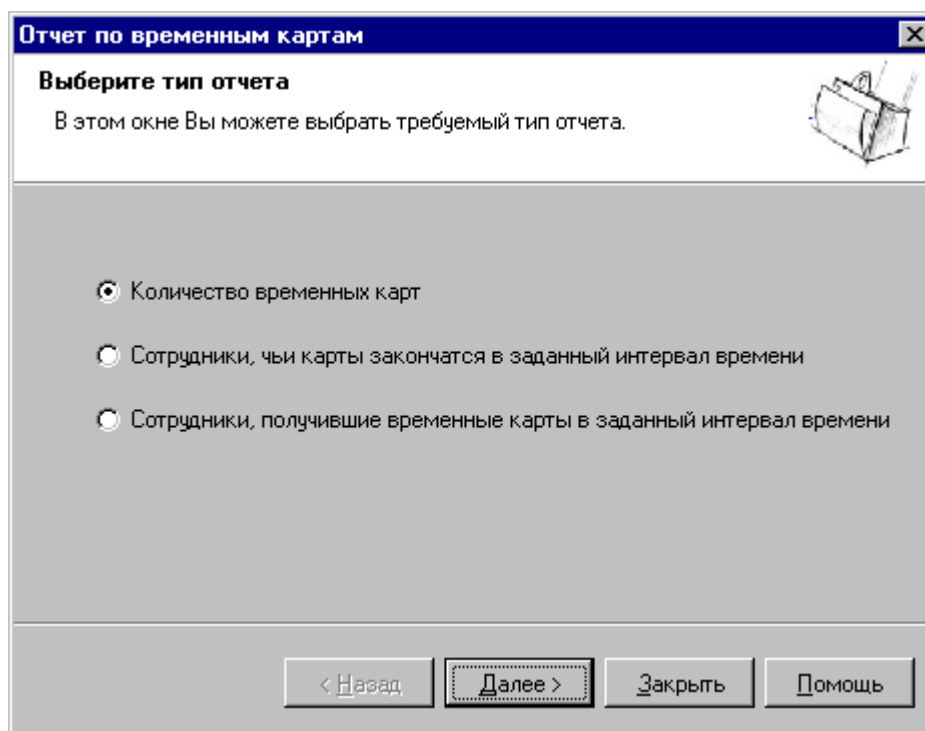 Отчет по временным картам
Выберите тип отчета
В этом окне Вы можете выбрать требуемый тип отчета.
Количество временных карт
Сотрудники, чьи карты закончатся в заданный интервал времени
Сотрудники, получившие временные карты в заданный интервал времени
< Назад Далее > Закрыть Помощь